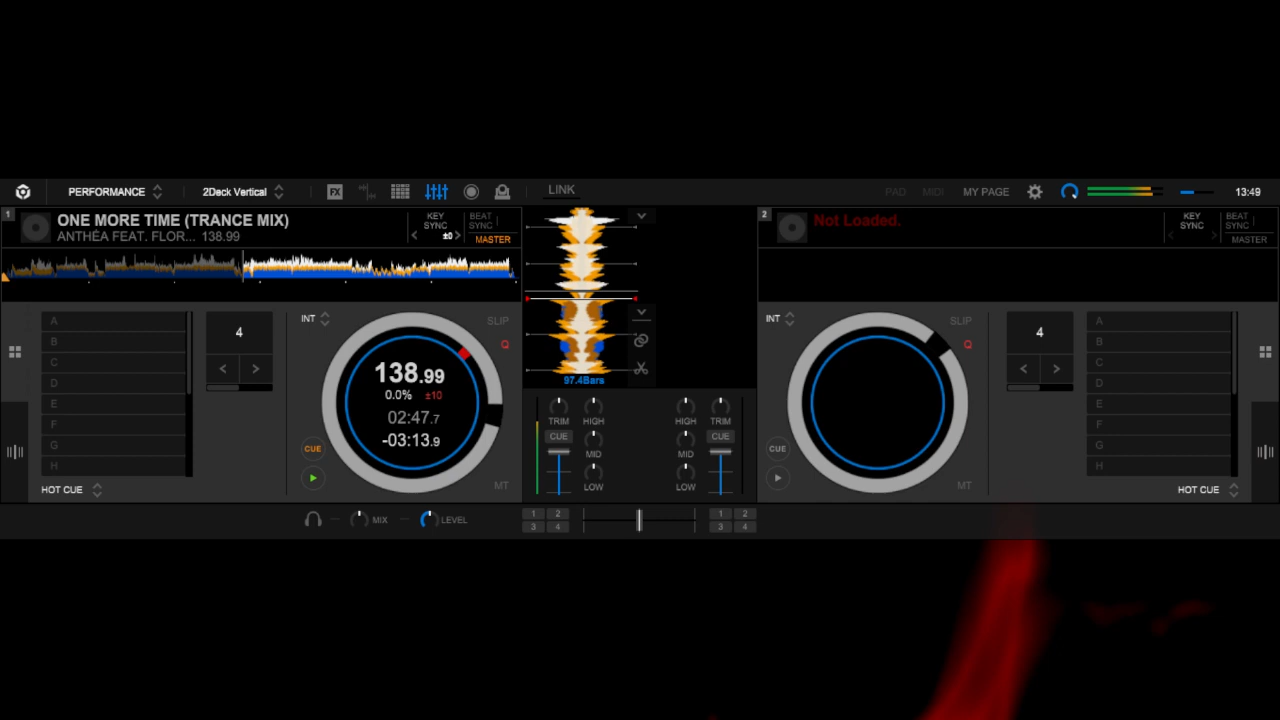 PERFORMANCE 2Deck Vertical FX LINK PAD MIDI MY PAGE 13:49
1 ONE MORE TIME (TRANCE MIX) KEY SYNC BEAT SYNC
ANTHÉA FEAT. FLOR... 138.99 ±0 MASTER
2 Not Loaded. KEY SYNC BEAT SYNC MASTER
A
B
C
D
E
F
G
H
HOT CUE
4
INT SLIP
Q
138.99
0.0% ±10
02:47.7
-03:13.9
CUE
MT
97.4Bars
TRIM HIGH HIGH TRIM
CUE CUE
MID MID
LOW LOW
INT SLIP
Q
CUE
MT
4
A
B
C
D
E
F
G
H
HOT CUE
MIX LEVEL
1 2 1 2
3 4 3 4